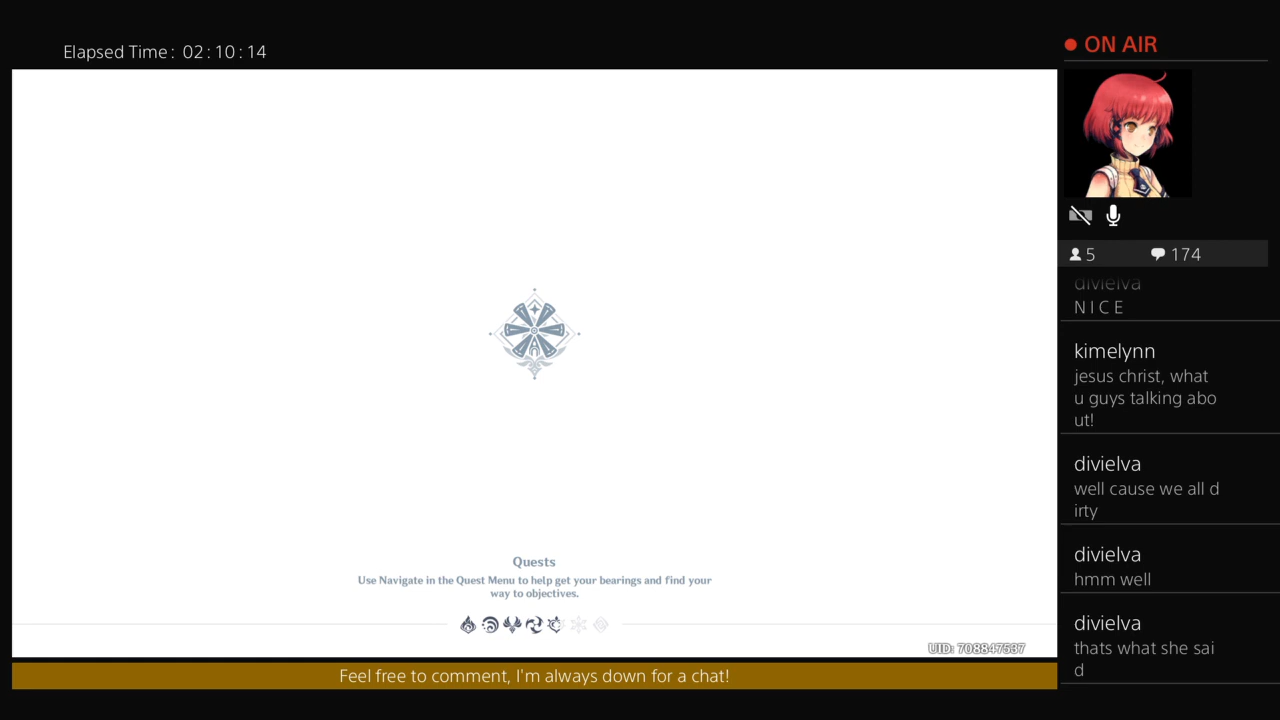 Elapsed Time: 02:10:14
ON AIR
5 174
divielva
NICE
kimelynn
jesus christ, what
u guys talking abo
ut!
divielva
well cause we all d
irty
divielva
hmm well
divielva
thats what she sai
d
Quests
Use Navigate in the Quest Menu to help get your bearings and find your
way to objectives.
UID: 708847537
Feel free to comment, I'm always down for a chat!